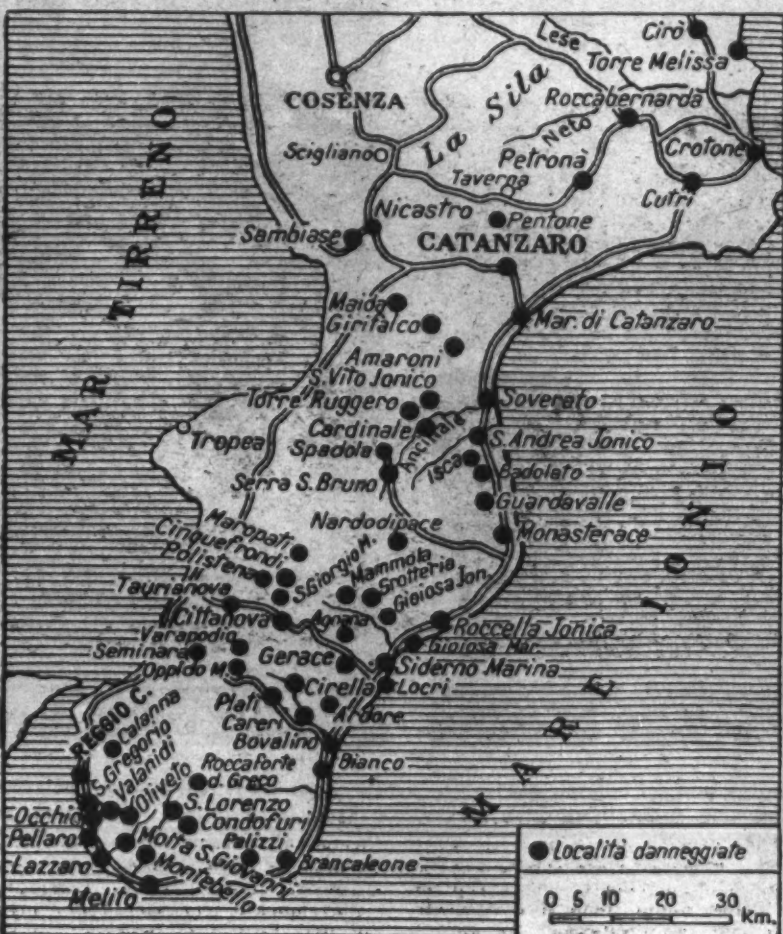 Cirò
Lese
Torre Melissa
COSENZA
La Sila
Roccabernarda
Neto
Scigliano
Crotone
Petronà
Taverna
Cutri
Nicastro
Pentone
Sambiase
CATANZARO
MAR TIRRENO
Maida
Girifalco
Mar. di Catanzaro
Amaroni
S. Vito Jonico
Torre Ruggero
Soverato
Tropea
Cardinale
Ancinale
S. Andrea Jonico
Spadola
Isca
Badolato
Serra S. Bruno
Guardavalle
Nardodipace
Monasterace
Maropati
Cinquefrondi
Polistena
S. Giorgio M.
Mammola
Grotteria
Gioiosa Jon.
Taurianova
Cittanova
Agnana
Roccella Jonica
Varapodio
Gioiosa Mar.
Seminara
Gerace
Siderno Marina
Oppido M.
Cirella
Locri
Platì
Careri
Ardore
REGGIO C.
Bovalino
Calanna
S. Gregorio
Valanidi
Oliveto
Roccaforte
d. Greco
Bianco
MARE IONIO
Occhio
S. Lorenzo
Condofuri
Pellaro
Palizzi
Lazzaro
Motta S. Giovanni
Montebello
Brancaleone
Melito
Località danneggiate
0 5 10 20 30
km.